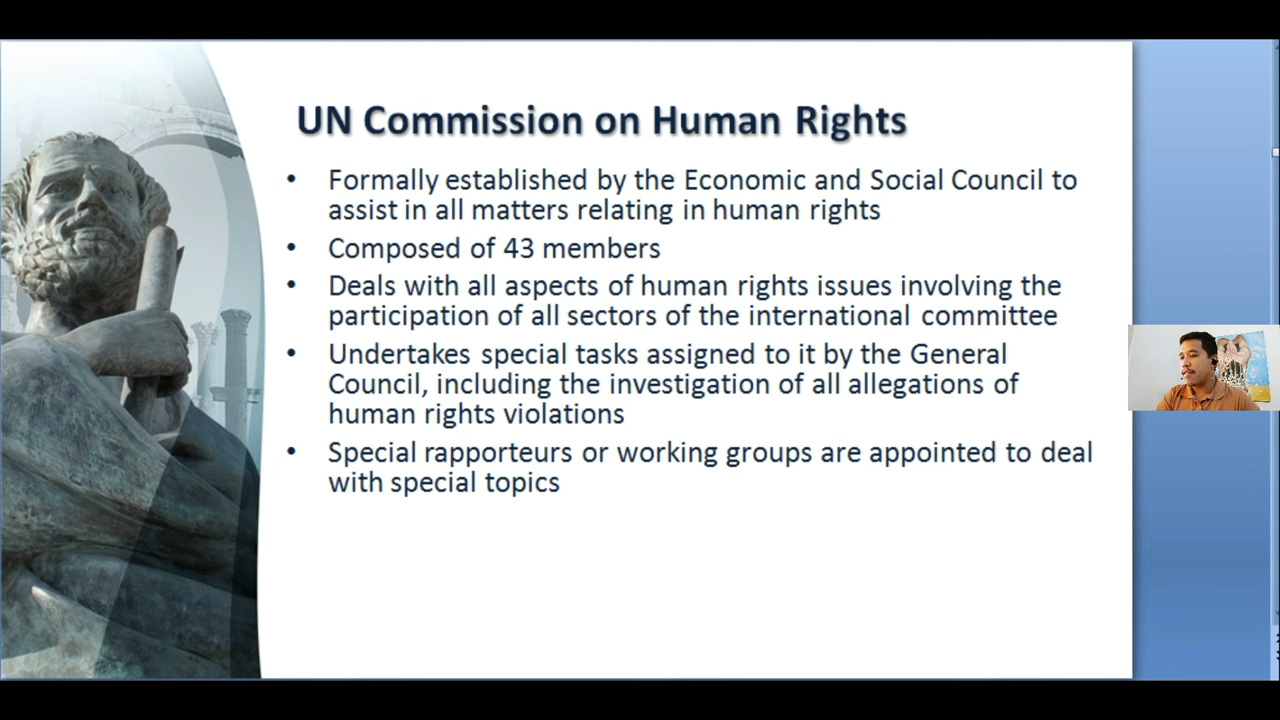 UN Commission on Human Rights
• Formally established by the Economic and Social Council to
assist in all matters relating in human rights
• Composed of 43 members
• Deals with all aspects of human rights issues involving the
participation of all sectors of the international committee
• Undertakes special tasks assigned to it by the General
Council, including the investigation of all allegations of
human rights violations
• Special rapporteurs or working groups are appointed to deal
with special topics